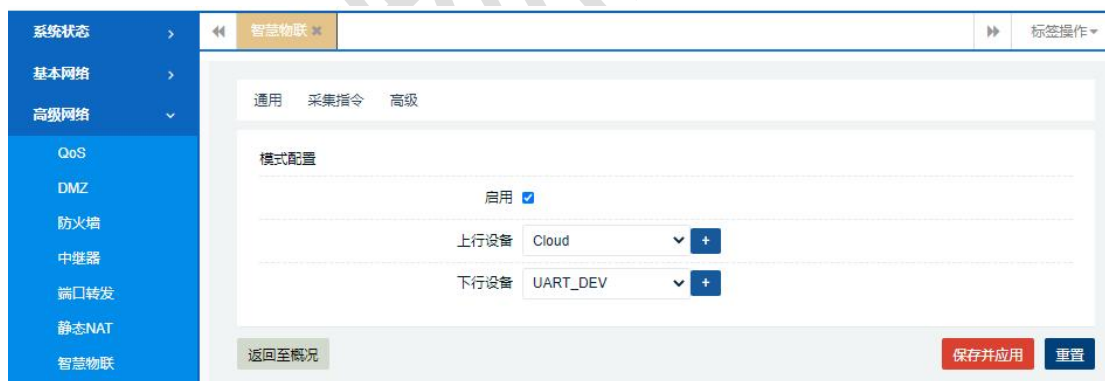 系统状态
智慧物联
标签操作
基本网络
高级网络
通用 采集指令 高级
QoS
模式配置
DMZ
启用
防火墙
上行设备 Cloud +
中继器
下行设备 UART_DEV +
端口转发
静态NAT
智慧物联
返回至概况
保存并应用 重置